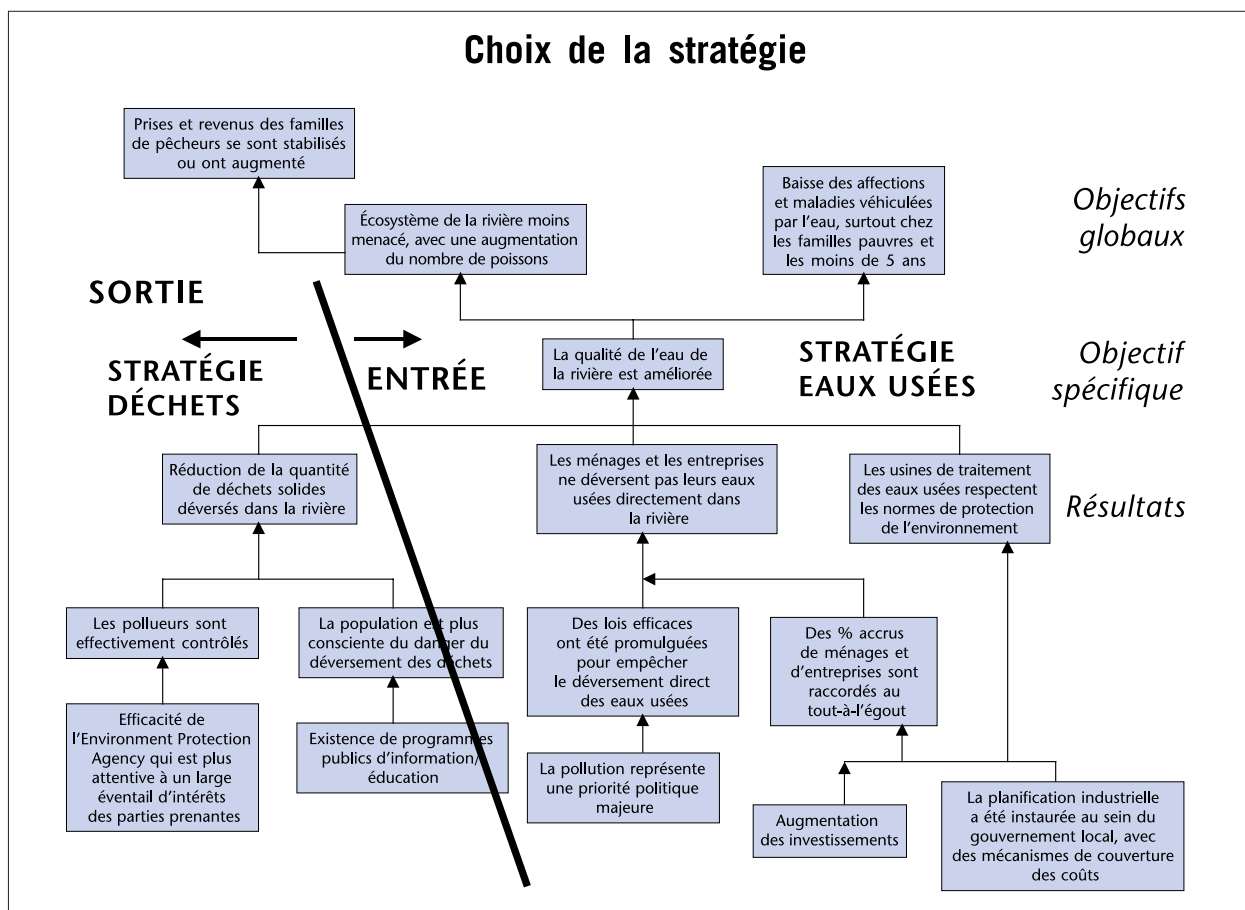 Choix de la stratégie
Prises et revenus des familles
de pêcheurs se sont stabilisés
ou ont augmenté
Écosystème de la rivière moins
menacé, avec une augmentation
du nombre de poissons
Baisse des affections
et maladies véhiculées
par l'eau, surtout chez
les familles pauvres et
les moins de 5 ans
Objectifs
globaux
SORTIE
STRATÉGIE
DÉCHETS
ENTRÉE
La qualité de l'eau de
la rivière est améliorée
STRATÉGIE
EAUX USÉES
Objectif
spécifique
Réduction de la quantité
de déchets solides
déversés dans la rivière
Les ménages et les entreprises
ne déversent pas leurs eaux
usées directement dans
la rivière
Les usines de traitement
des eaux usées respectent
les normes de protection
de l'environnement
Résultats
Les pollueurs sont
effectivement contrôlés
La population est plus
consciente du danger du
déversement des déchets
Des lois efficaces
ont été promulguées
pour empêcher
le déversement direct
des eaux usées
Des % accrus
de ménages et
d'entreprises sont
raccordés au
tout-à-l'égout
Efficacité de
l'Environment Protection
Agency qui est plus
attentive à un large
éventail d'intérêts
des parties prenantes
Existence de programmes
publics d'information/
éducation
La pollution représente
une priorité politique
majeure
Augmentation
des investissements
La planification industrielle
a été instaurée au sein du
gouvernement local, avec
des mécanismes de couverture
des coûts